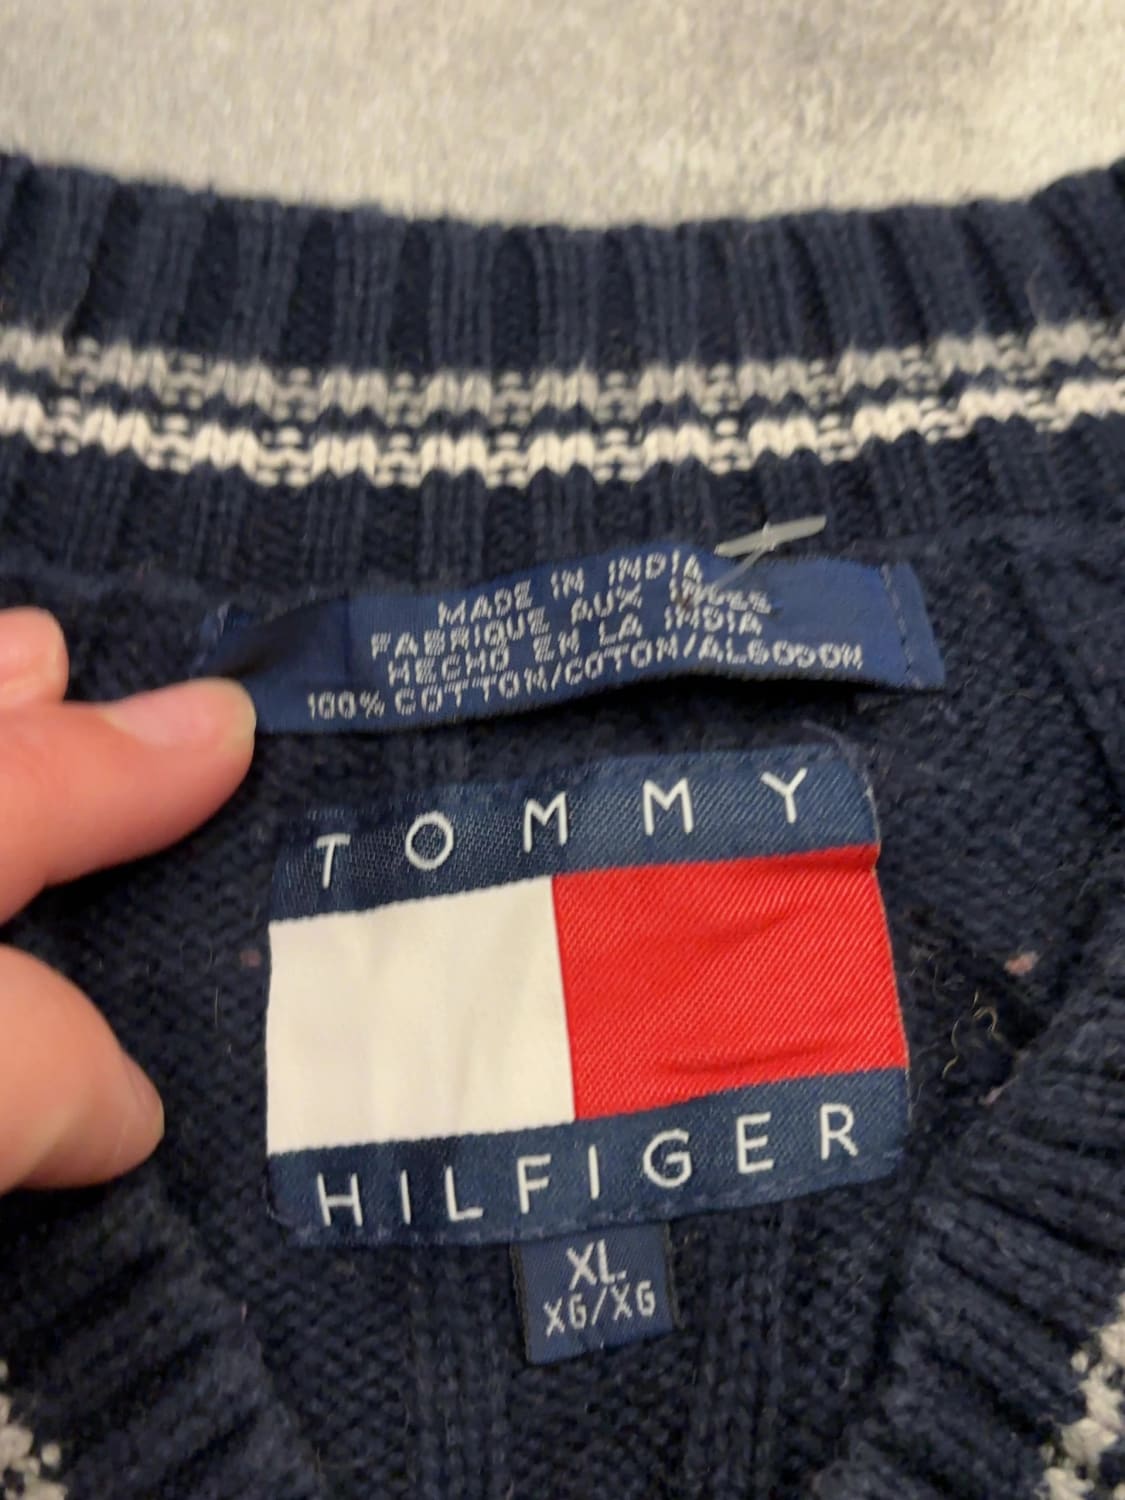 MADE IN INDIA
FABRIQUE AUX INDES
HECHO EN LA INDIA
100% COTTON/COTON/ALGODON
TOMMY
HILFIGER
XL
XG/XG